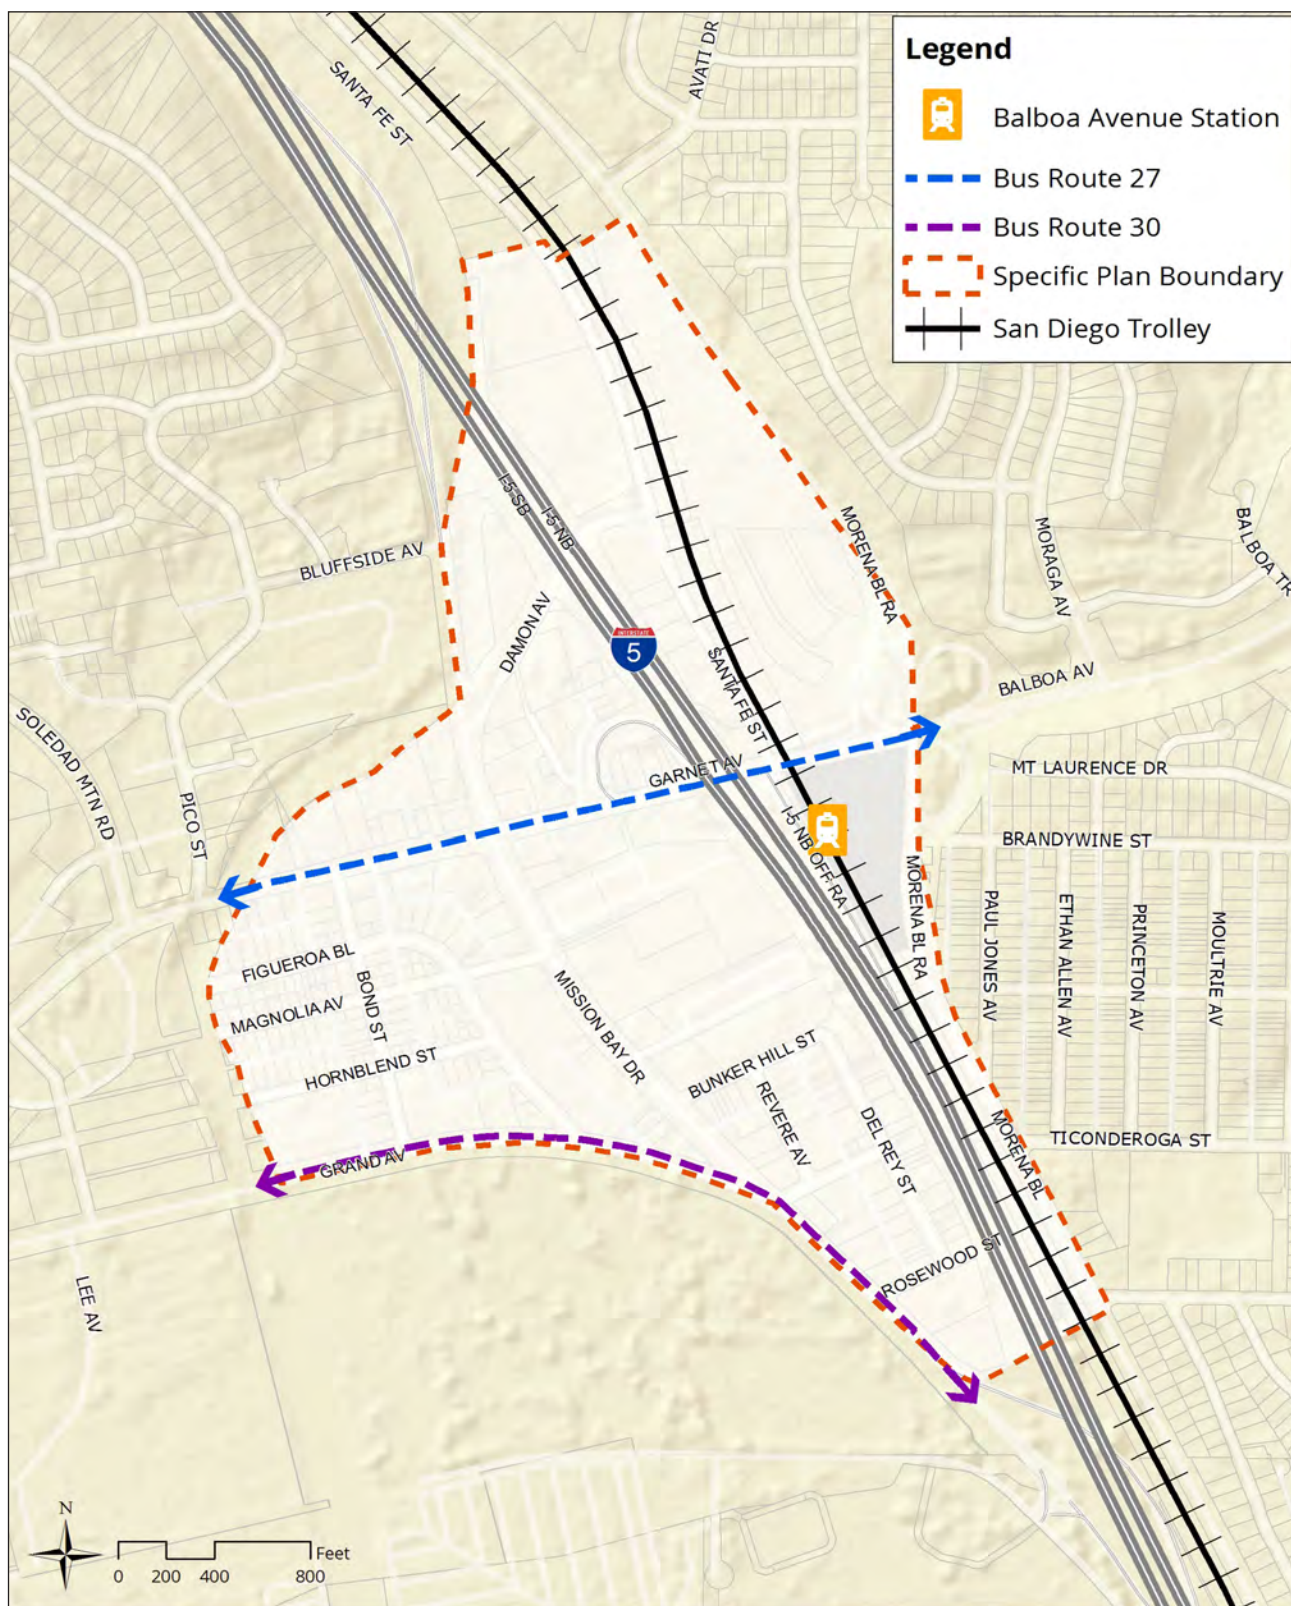 Legend
Balboa Avenue Station
Bus Route 27
Bus Route 30
Specific Plan Boundary
San Diego Trolley
SANTA FE ST
AVATI DR
I-5 SB
I-5 NB
MORENA BL RA
MORAGA AV
BALBOA TR
BLUFFSIDE AV
DAMON AV
INTERSTATE
5
SANTA FE ST
BALBOA AV
SOLEDAD MTN RD
PICO ST
GARNET AV
MT LAURENCE DR
I-5 NB OFF RA
BRANDYWINE ST
MORENA BL RA
PAUL JONES AV
ETHAN ALLEN AV
PRINCETON AV
MOULTRIE AV
FIGUEROA BL
BOND ST
MAGNOLIA AV
MISSION BAY DR
HORNBLEND ST
BUNKER HILL ST
REVERE AV
DEL REY ST
MORENA BL
TICONDEROGA ST
GRAND AV
ROSEWOOD ST
LEE AV
N
Feet
0 200 400 800